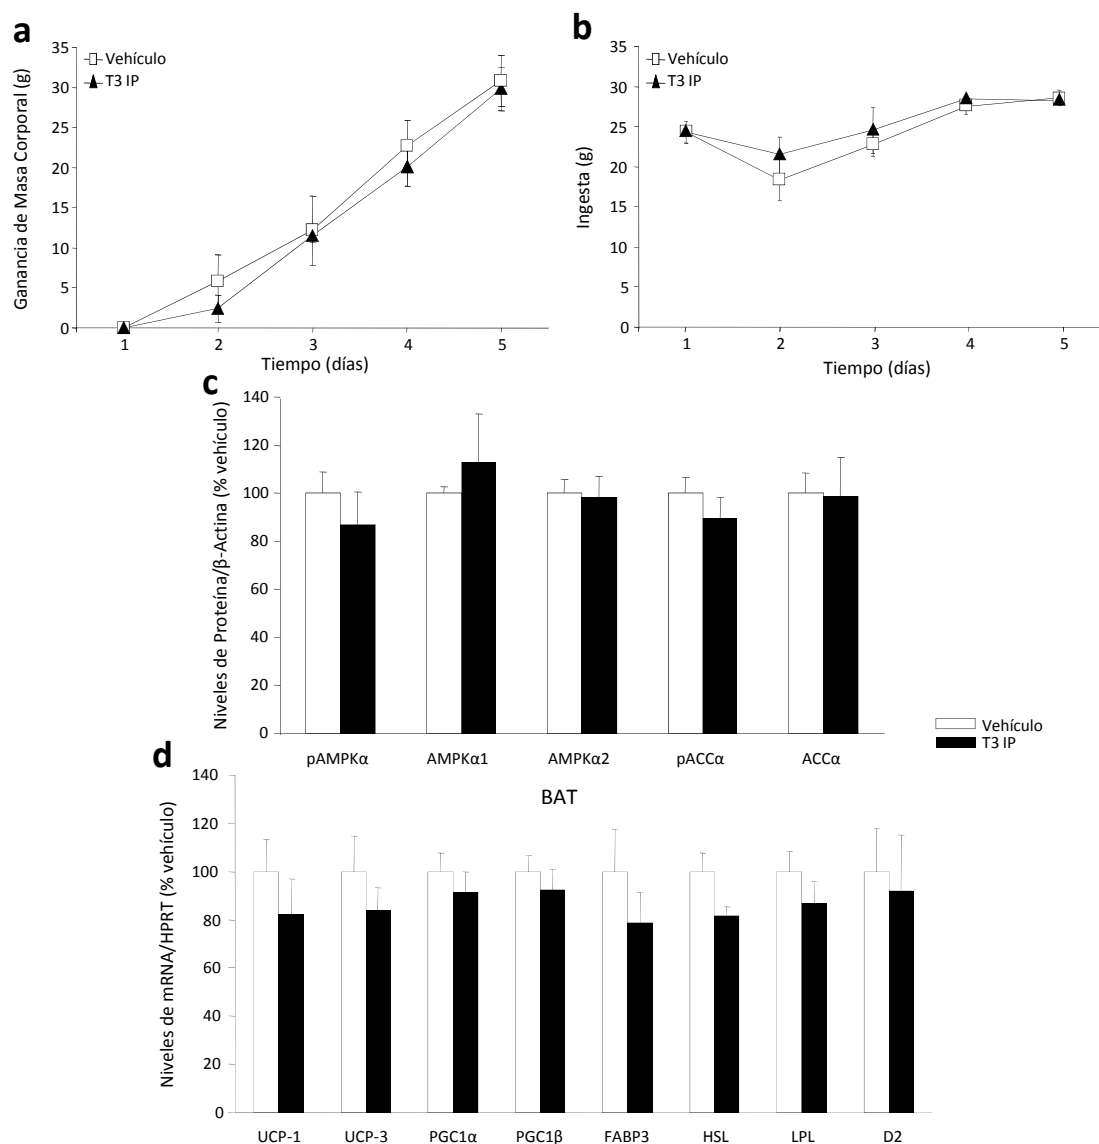 a
Ganancia de Masa Corporal (g)
35
30
25
20
15
10
5
0
Vehículo
T3 IP
1 2 3 4 5
Tiempo (días)
b
Ingesta (g)
35
30
25
20
15
10
5
0
Vehículo
T3 IP
1 2 3 4 5
Tiempo (días)
c
Niveles de Proteína/β-Actina (% vehículo)
140
120
100
80
60
40
20
0
pAMPKα AMPKα1 AMPKα2 pACCα ACCα
Vehículo
T3 IP
d
BAT
Niveles de mRNA/HPRT (% vehículo)
140
120
100
80
60
40
20
0
UCP-1 UCP-3 PGC1α PGC1β FABP3 HSL LPL D2